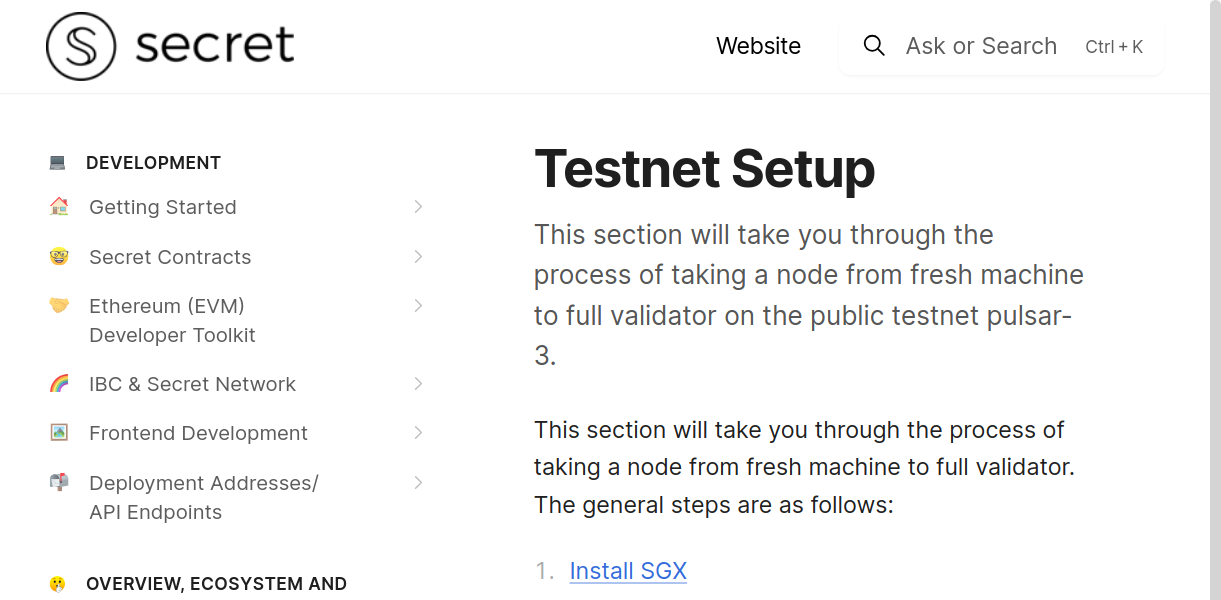 secret
Website
Ask or Search
Ctrl + K
DEVELOPMENT
Getting Started
Secret Contracts
Ethereum (EVM)
Developer Toolkit
IBC & Secret Network
Frontend Development
Deployment Addresses/
API Endpoints
OVERVIEW, ECOSYSTEM AND
Testnet Setup
This section will take you through the
process of taking a node from fresh machine
to full validator on the public testnet pulsar-
3.
This section will take you through the process of
taking a node from fresh machine to full validator.
The general steps are as follows:
1. Install SGX